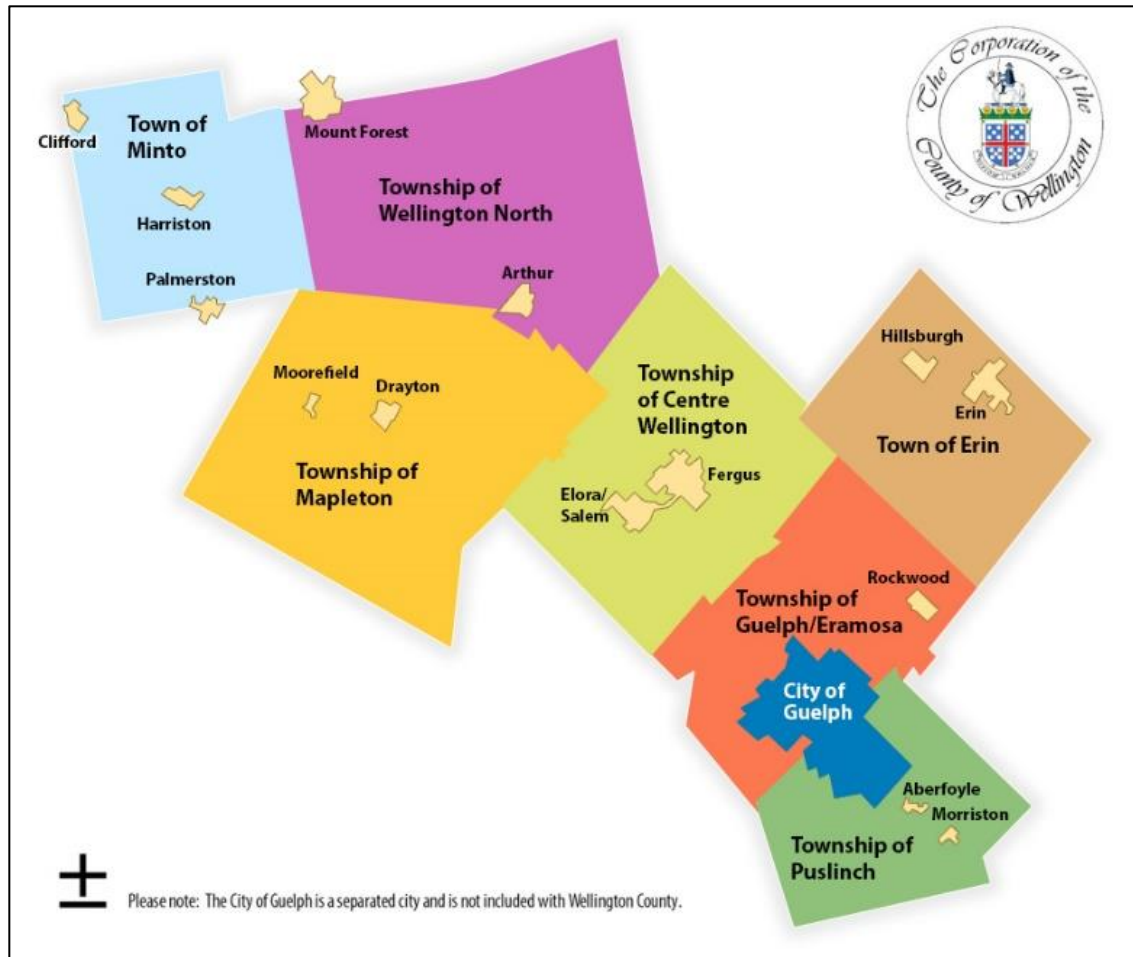 The Corporation of the
County of Wellington
Clifford
Town of
Minto
Mount Forest
Harriston
Township of
Wellington North
Palmerston
Arthur
Moorefield
Drayton
Township of
Mapleton
Township
of Centre
Wellington
Elora/
Salem
Fergus
Hillsburgh
Erin
Town of Erin
Rockwood
Township of
Guelph/Eramosa
City of
Guelph
Aberfoyle
Morriston
Township of
Puslinch
Please note: The City of Guelph is a separated city and is not included with Wellington County.